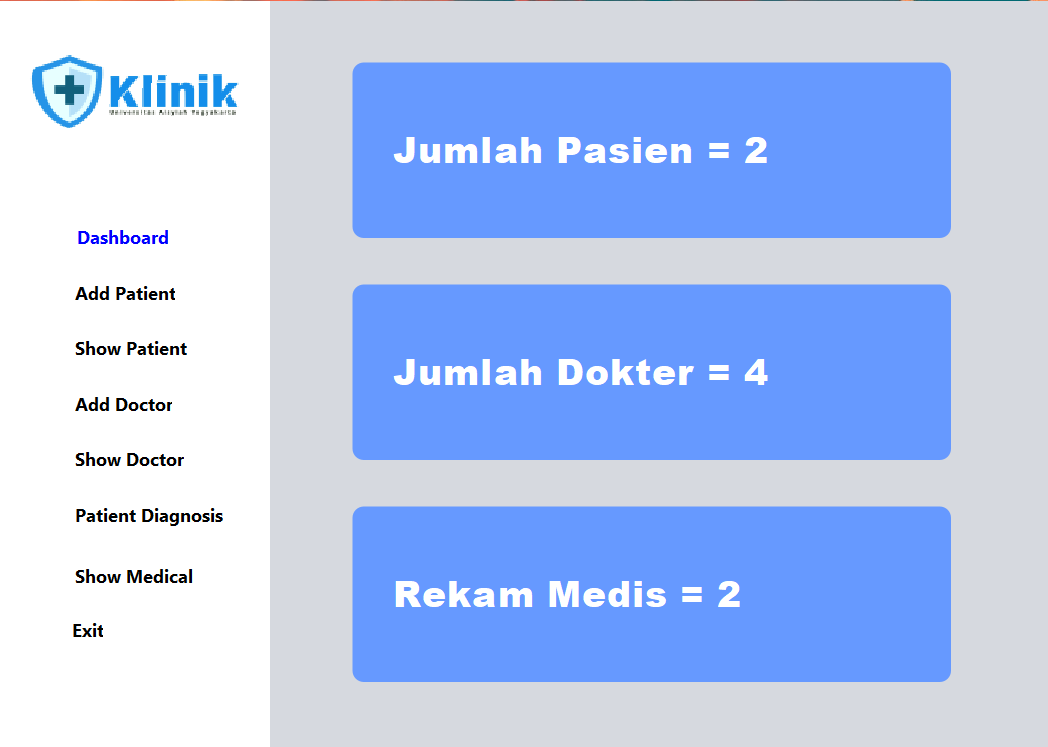 Klinik
Universitas Aisyiah Yogyakarta
Dashboard
Add Patient
Show Patient
Add Doctor
Show Doctor
Patient Diagnosis
Show Medical
Exit
Jumlah Pasien = 2
Jumlah Dokter = 4
Rekam Medis = 2